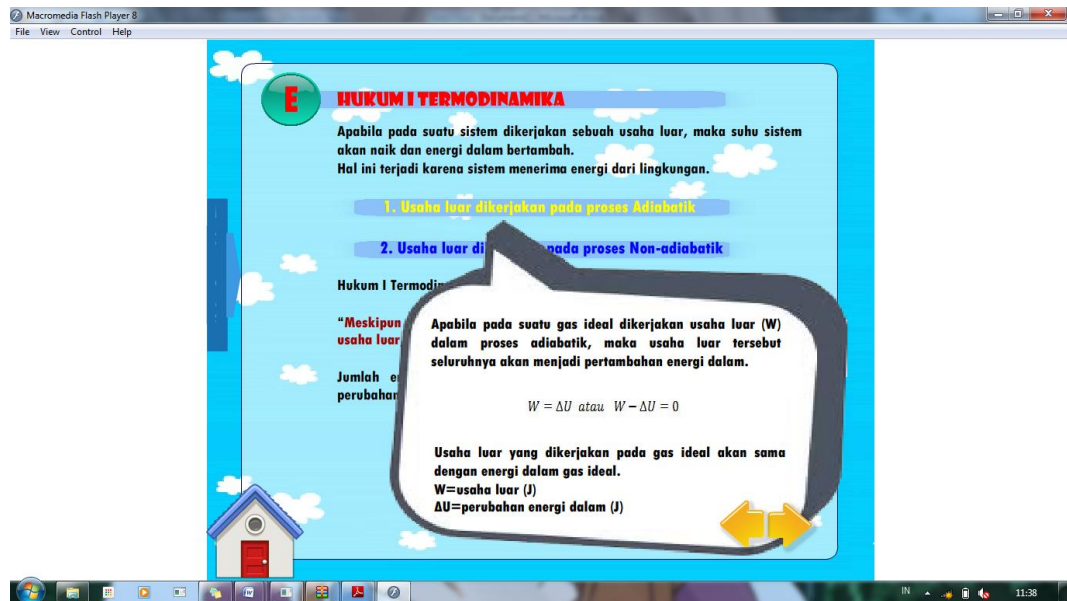 Macromedia Flash Player 8
File View Control Help
E
HUKUM I TERMODINAMIKA
Apabila pada suatu sistem dikerjakan sebuah usaha luar, maka suhu sistem
akan naik dan energi dalam bertambah.
Hal ini terjadi karena sistem menerima energi dari lingkungan.
1. Usaha luar dikerjakan pada proses Adiabatik
2. Usaha luar di pada proses Non-adiabatik
Hukum I
"Meskipun
usaha luar
Jumlah
Apabila pada suatu gas ideal dikerjakan usaha luar (W)
dalam proses adiabatik, maka usaha luar tersebut
seluruhnya akan menjadi pertambahan energi dalam.
W = ΔU atau W − ΔU = 0
Usaha luar yang dikerjakan pada gas ideal akan sama
dengan energi dalam gas ideal.
W=usaha luar (J)
ΔU=perubahan energi dalam (J)
IN
11:38